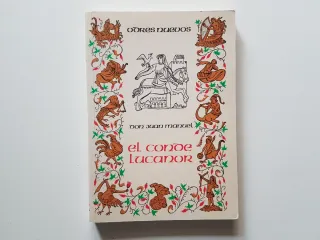 ODRES NUEVOS
DON JUAN MANUEL
EL CONDE
LUCANOR